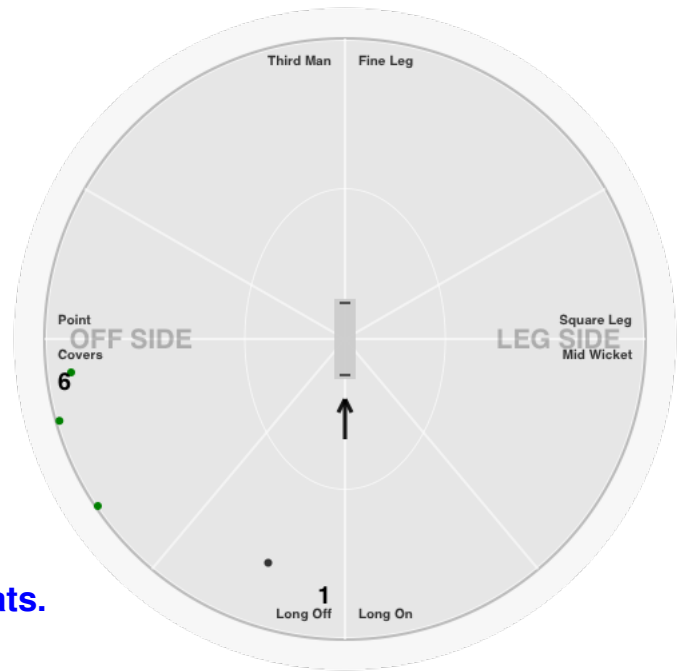 Third Man Fine Leg
Point Square Leg
OFF SIDE LEG SIDE
Covers Mid Wicket
6
1
Long Off Long On